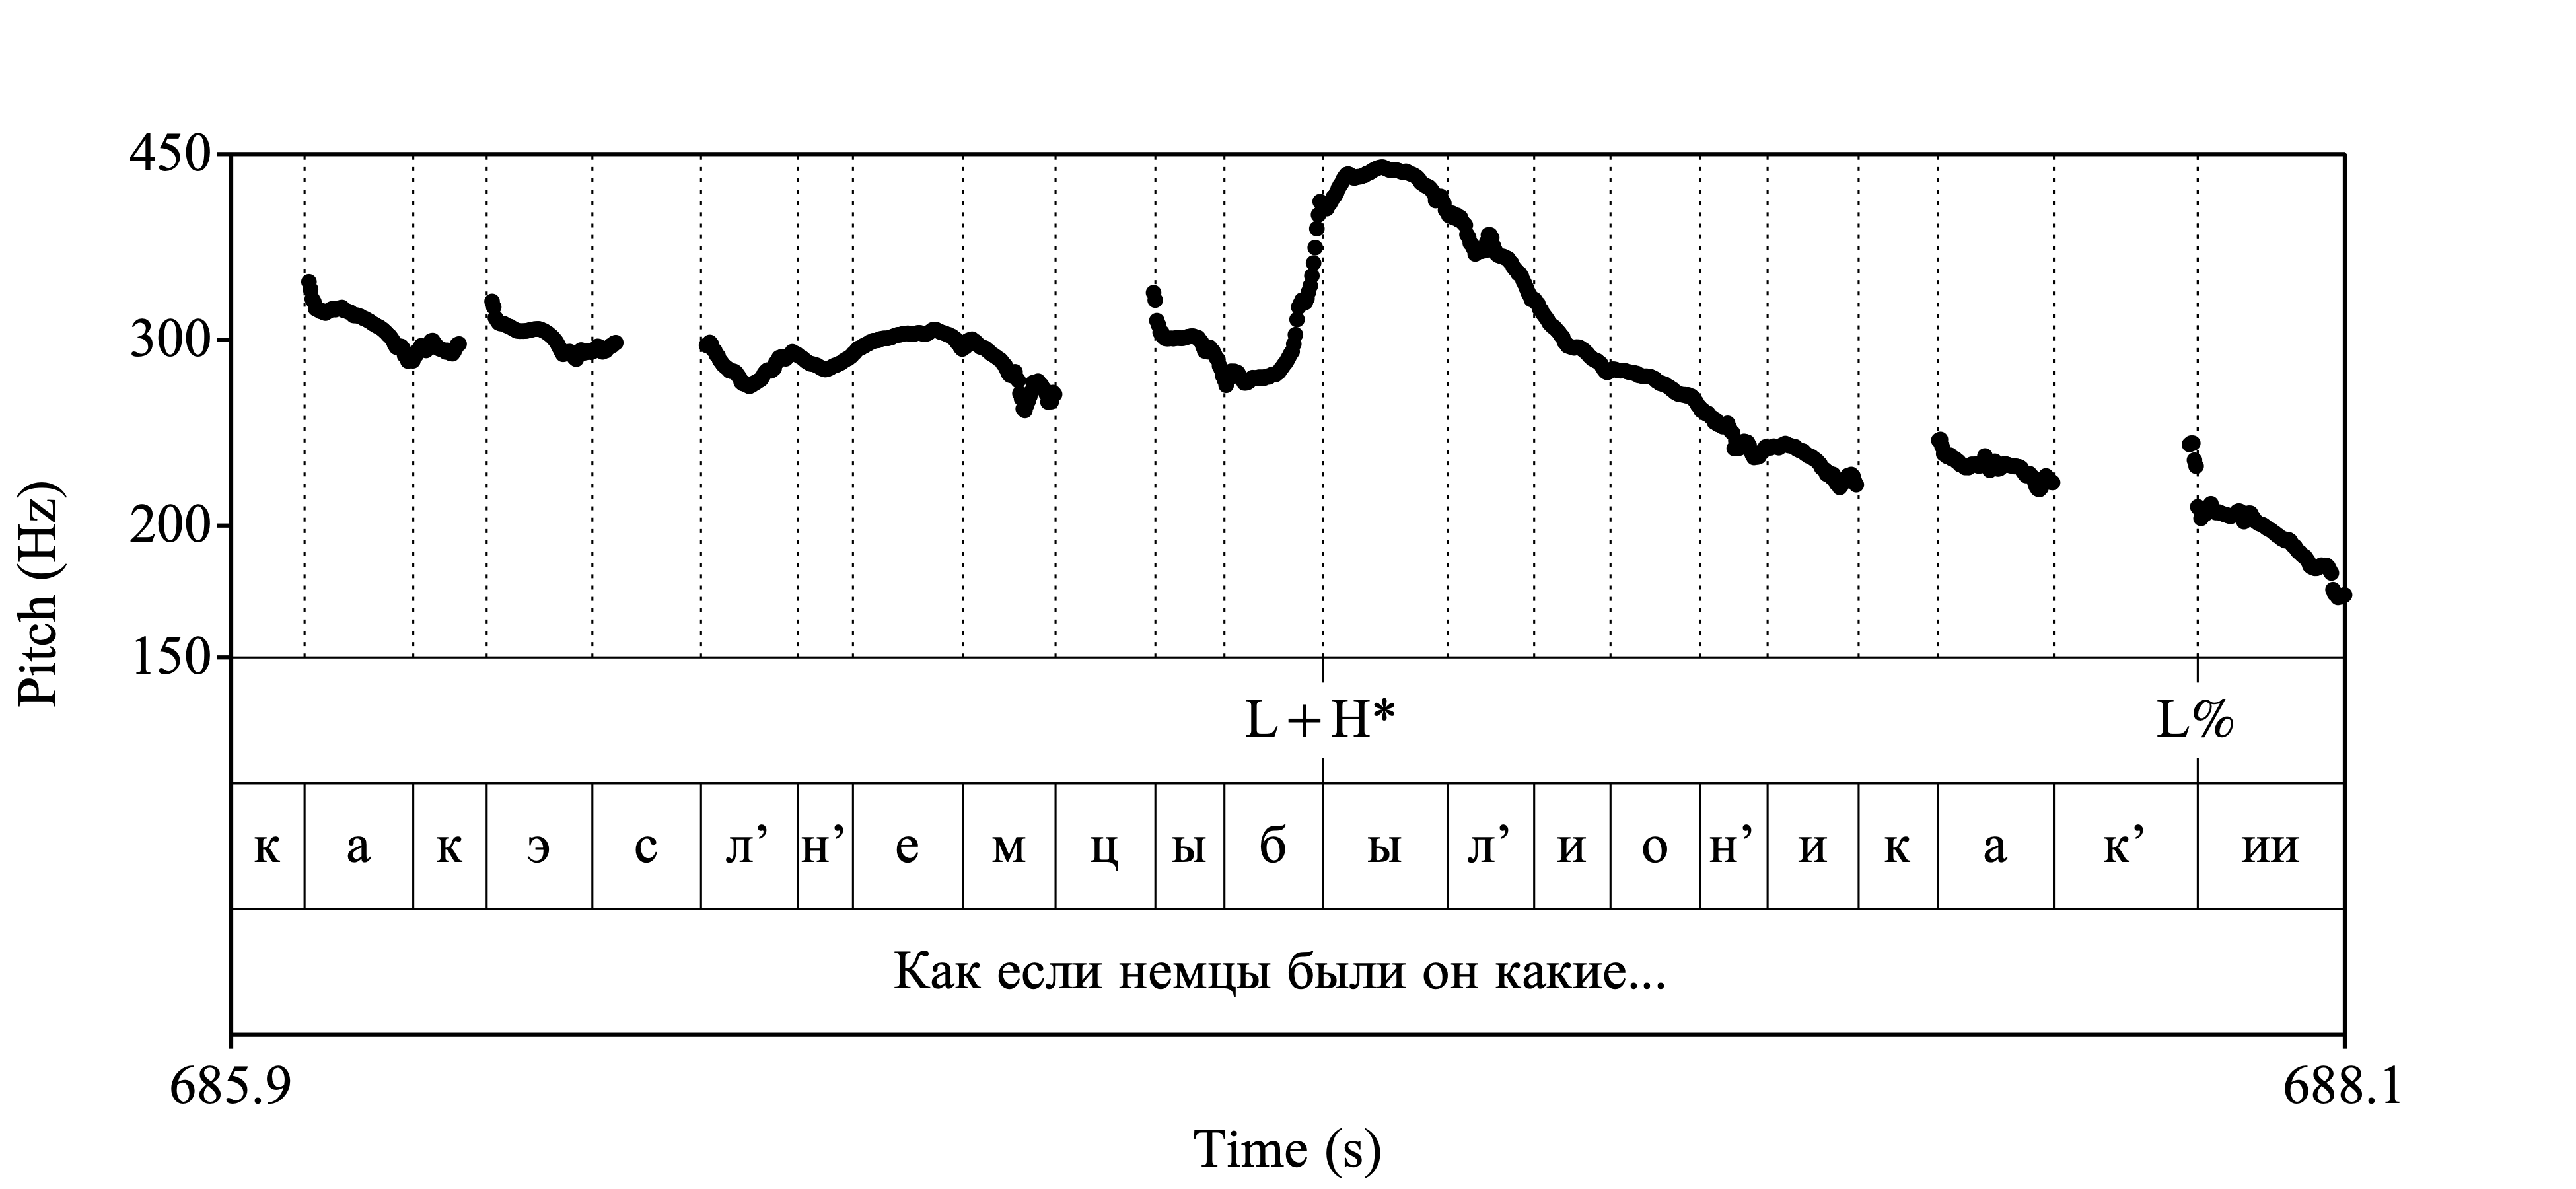 450
300
200
150
Pitch (Hz)
L+H* L%
к а к э с л’ н’ е м ц ы б ы л’ и о н’ и к а к’ ии
Как если немцы были он какие...
685.9 688.1
Time (s)